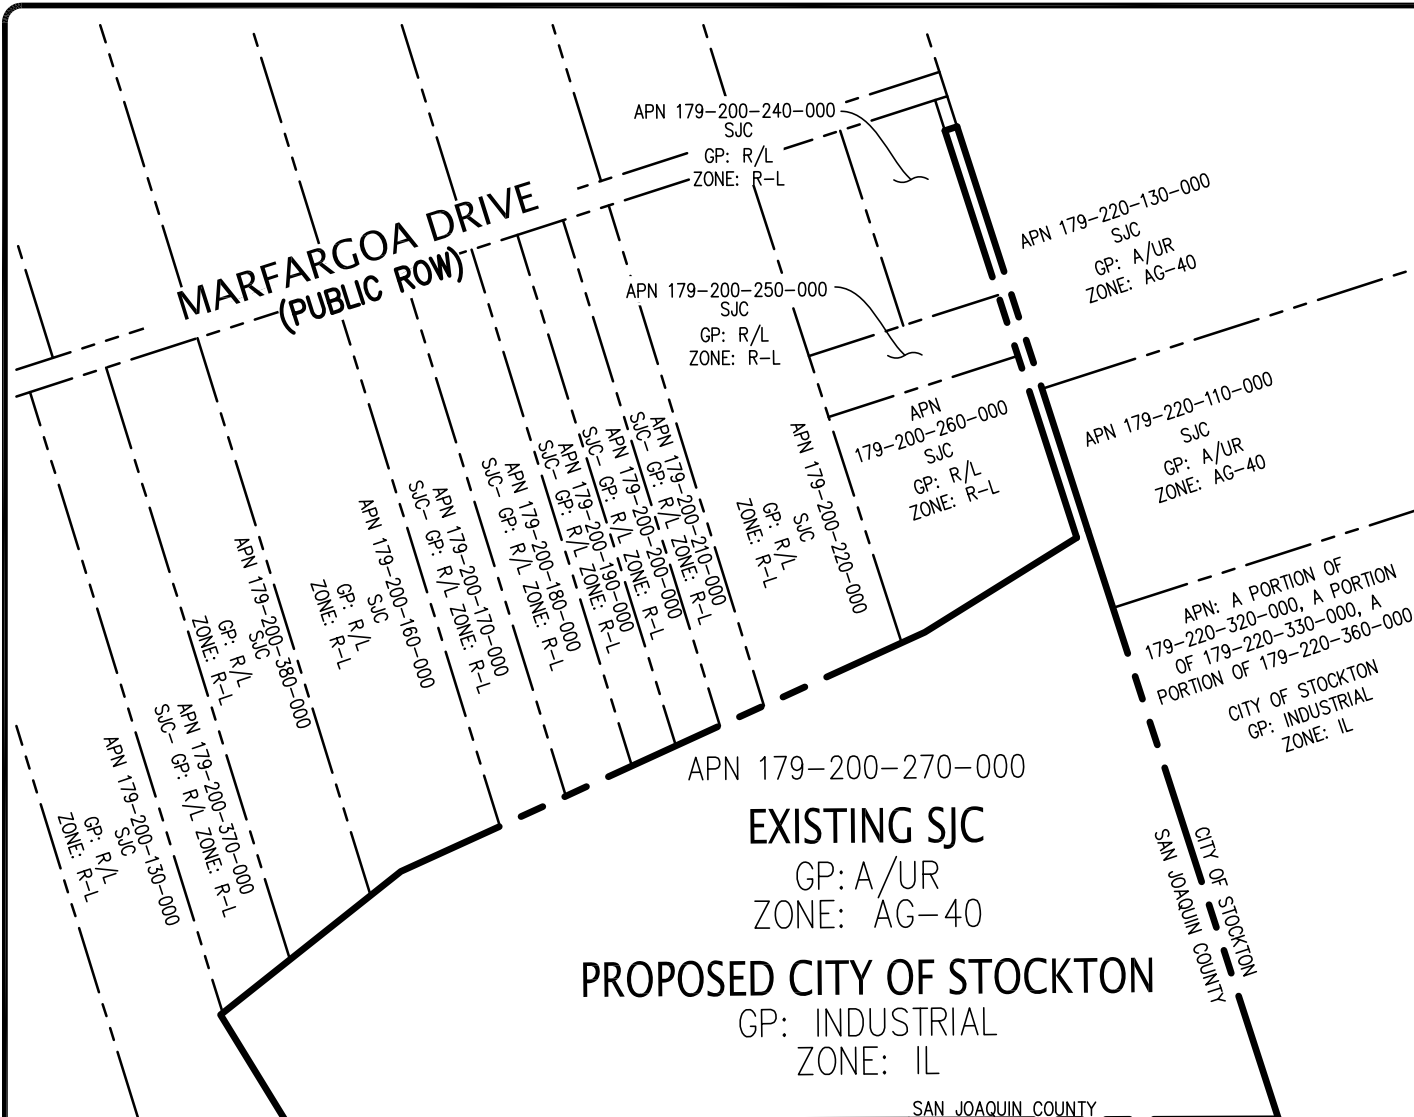 APN 179-200-240-000
SJC
GP: R/L
ZONE: R-L
MARFARGOA DRIVE
(PUBLIC ROW)
APN 179-220-130-000
SJC
GP: A/UR
ZONE: AG-40
APN 179-200-250-000
SJC
GP: R/L
ZONE: R-L
APN 179-220-110-000
SJC
GP: A/UR
ZONE: AG-40
APN
179-200-260-000
SJC
GP: R/L
ZONE: R-L
APN 179-200-220-000
SJC
GP: R/L
ZONE: R-L
APN 179-200-210-000
SJC- GP: R/L ZONE: R-L
APN 179-200-200-000
SJC- GP: R/L ZONE: R-L
APN 179-200-190-000
SJC- GP: R/L ZONE: R-L
APN 179-200-180-000
SJC- GP: R/L ZONE: R-L
APN 179-200-170-000
SJC- GP: R/L ZONE: R-L
APN 179-200-160-000
SJC
GP: R/L
ZONE: R-L
APN 179-200-380-000
SJC
GP: R/L
ZONE: R-L
APN 179-200-370-000
SJC- GP: R/L ZONE: R-L
APN 179-200-130-000
SJC
GP: R/L
ZONE: R-L
APN: A PORTION OF
179-220-320-000, A PORTION
OF 179-220-330-000, A
PORTION OF 179-220-360-000
CITY OF STOCKTON
GP: INDUSTRIAL
ZONE: IL
APN 179-200-270-000
EXISTING SJC
GP: A/UR
ZONE: AG-40
PROPOSED CITY OF STOCKTON
GP: INDUSTRIAL
ZONE: IL
CITY OF STOCKTON
SAN JOAQUIN COUNTY
SAN JOAQUIN COUNTY